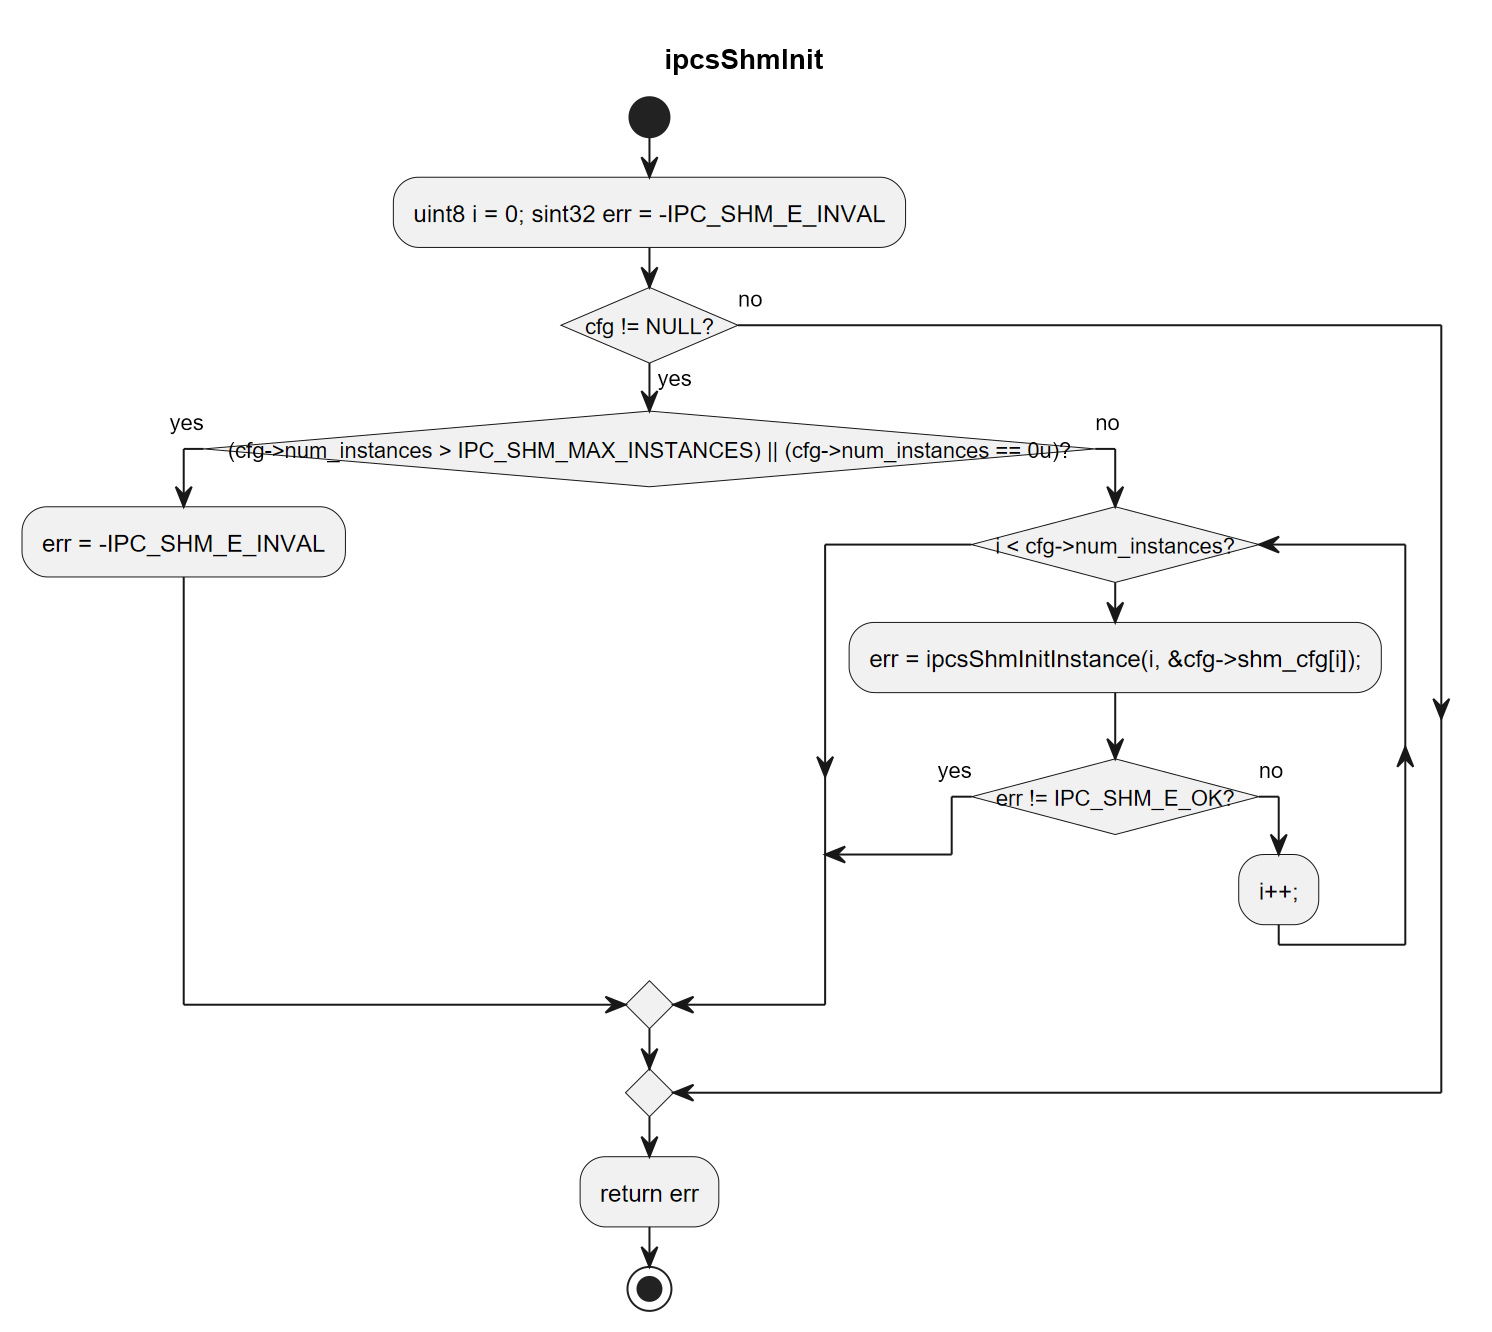 ipcsShmInit
uint8 i = 0; sint32 err = -IPC_SHM_E_INVAL
cfg != NULL?
no
yes
yes
(cfg->num_instances > IPC_SHM_MAX_INSTANCES) || (cfg->num_instances == 0u)?
no
err = -IPC_SHM_E_INVAL
i < cfg->num_instances?
err = ipcsShmInitInstance(i, &cfg->shm_cfg[i]);
yes
err != IPC_SHM_E_OK?
no
i++;
return err